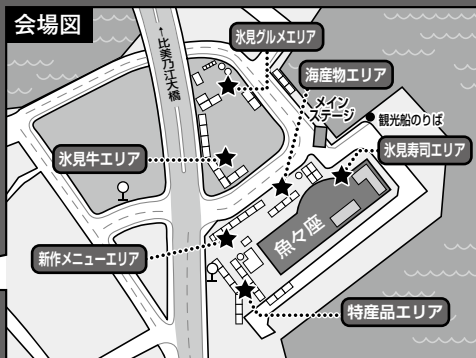 会場図
氷見グルメエリア
↑比美乃江大橋
海産物エリア
メイン
ステージ
観光船のりば
氷見牛エリア
氷見寿司エリア
魚々座
新作メニューエリア
特産品エリア